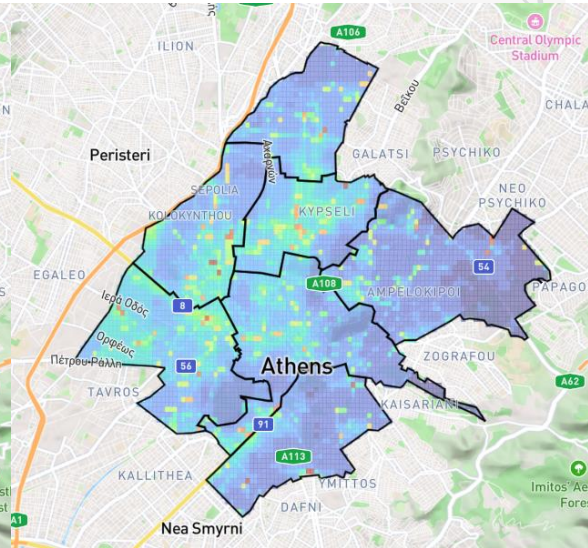 A106
ILION
Central Olympic
Stadium
Βεΐκου
CHALA
Peristeri
Αχαρνών
GALATSI
PSYCHIKO
SEPOLIA
NEO
PSYCHIKO
KOLOKYNTHOU
KYPSELI
EGALEO
54
PAPAGO
Ιερά Οδός
8
A108
AMPELOKIPOI
Ορφέως
Πέτρου Ράλλη
56
Athens
ZOGRAFOU
A62
TAVROS
KAISARIANI
91
A113
KALLITHEA
YMITTOS
Imitos' Ae
Fores
DAFNI
A1
Nea Smyrni